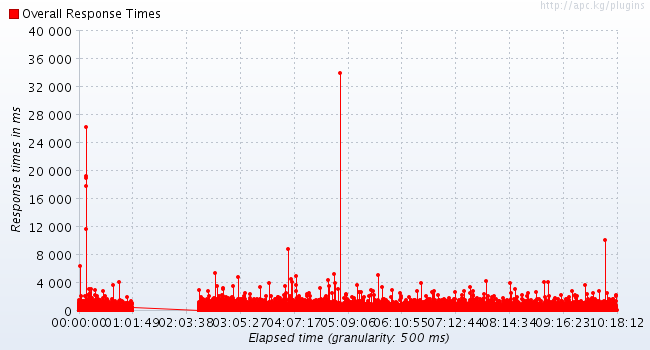 http://apc.kg/plugins
Overall Response Times
40 000
36 000
32 000
28 000
24 000
20 000
16 000
12 000
8 000
4 000
0
Response times in ms
00:00:00 01:01:49 02:03:38 03:05:27 04:07:17 05:09:06 06:10:55 07:12:44 08:14:34 09:16:23 10:18:12
Elapsed time (granularity: 500 ms)